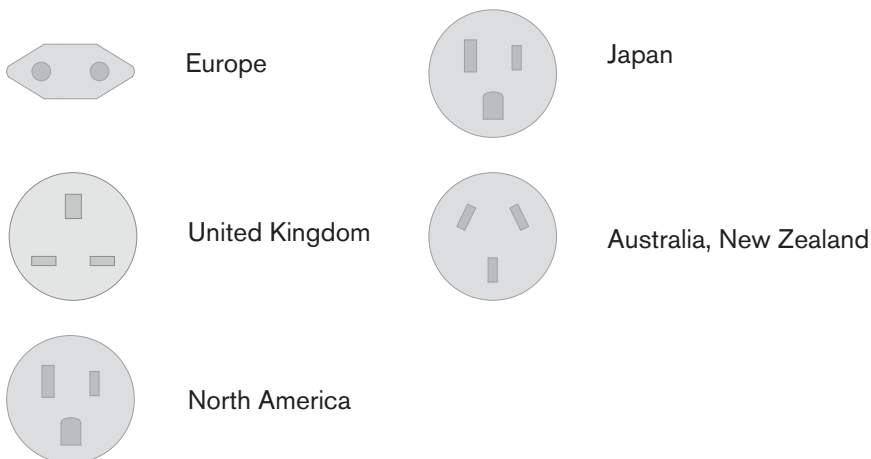 Europe
Japan
United Kingdom
Australia, New Zealand
North America